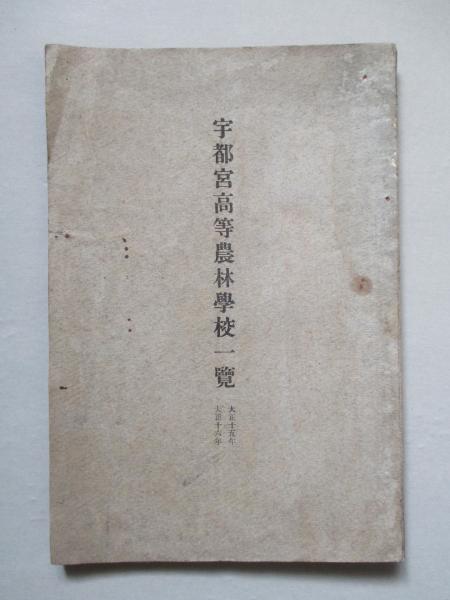 宇都宮高等農林學校一覽
大正十五年
大正十六年